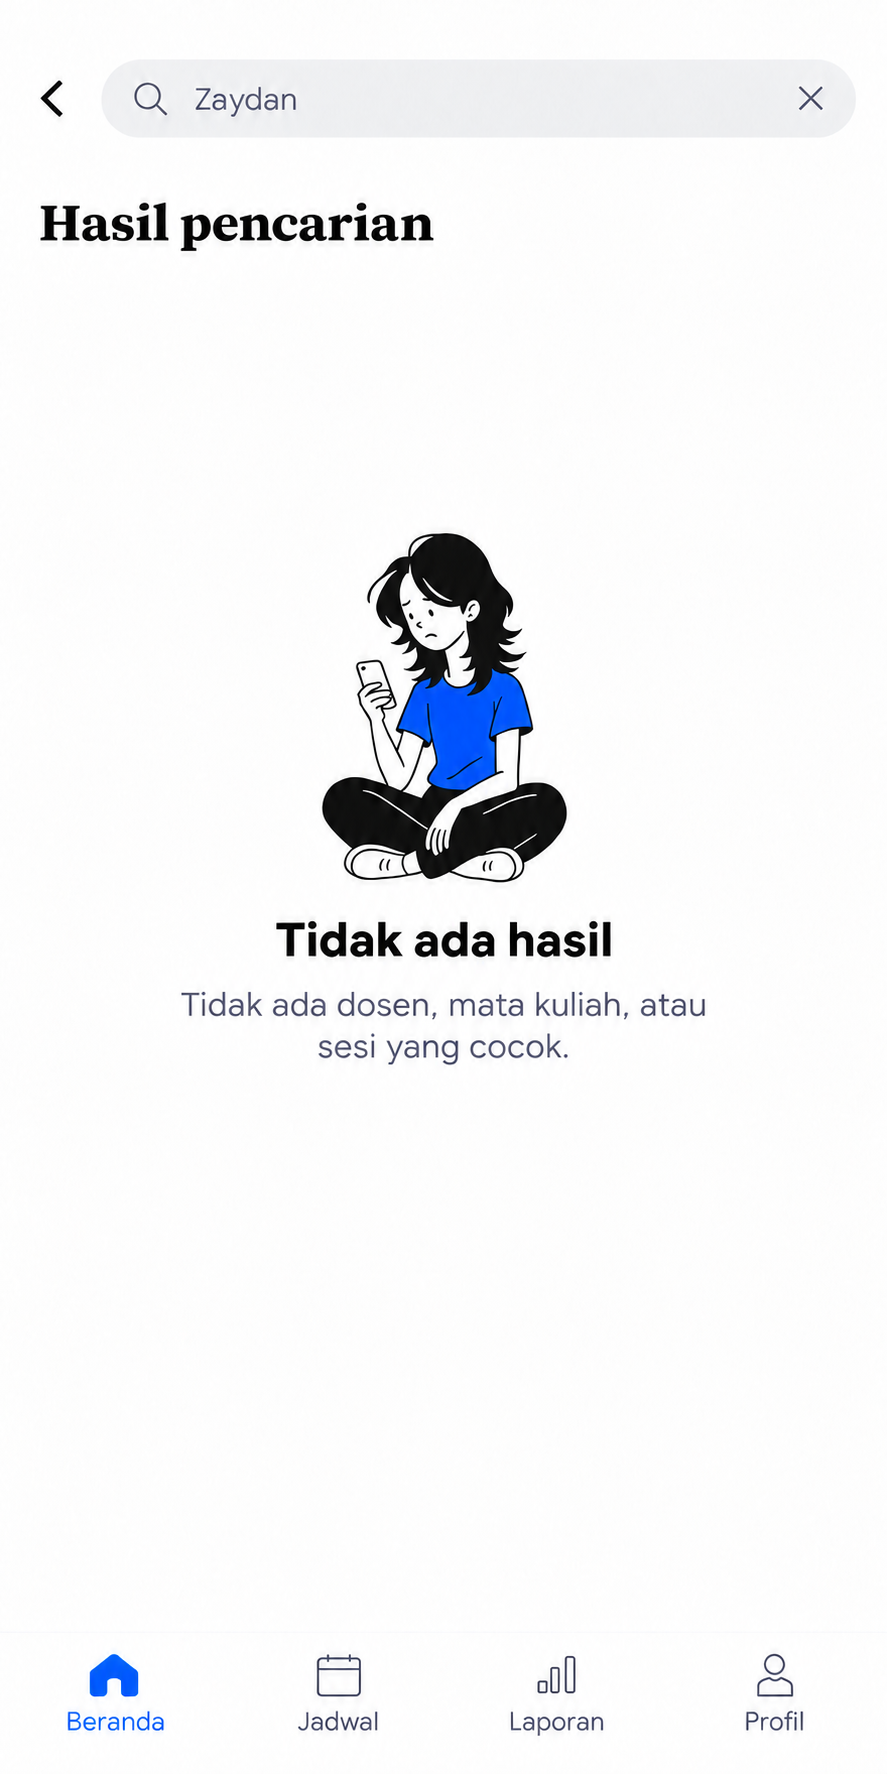 Zaydan
Hasil pencarian
Tidak ada hasil
Tidak ada dosen, mata kuliah, atau
sesi yang cocok.
Beranda
Jadwal
Laporan
Profil